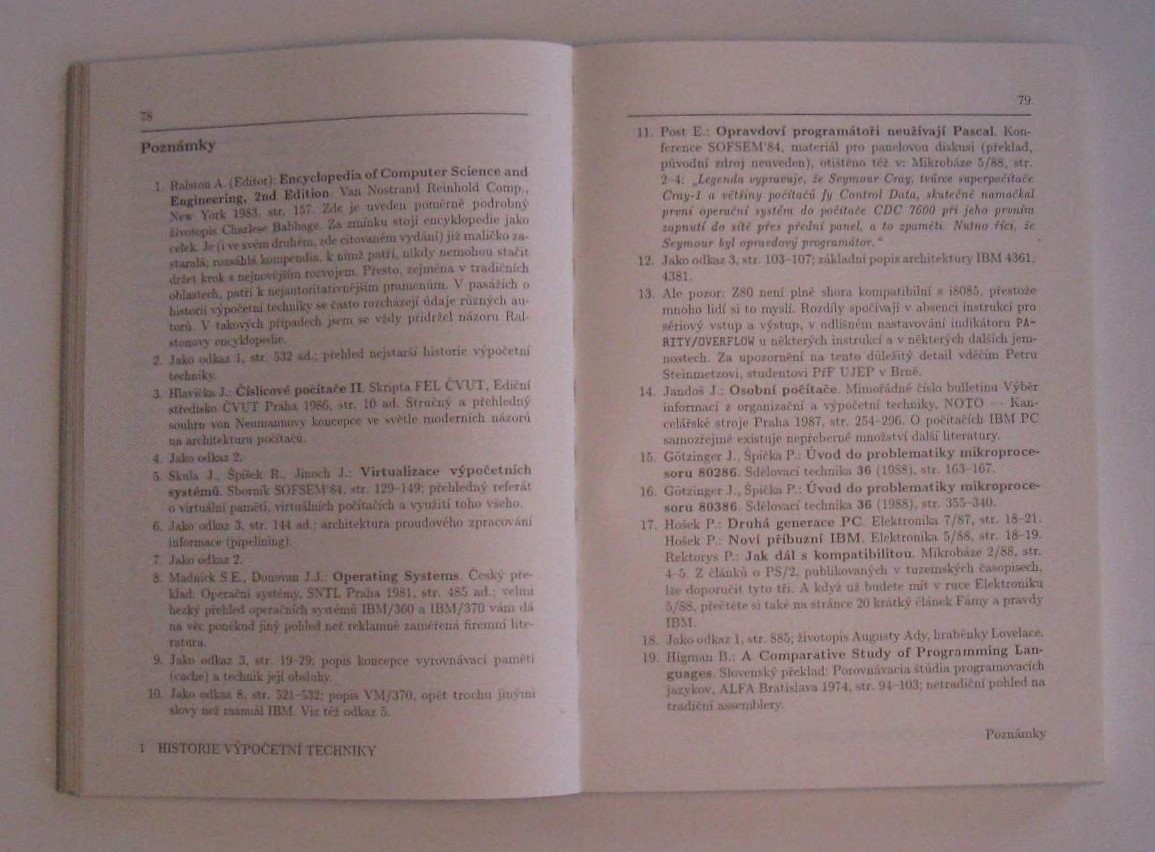 78
Poznámky
1. Ralston A. (Editor): Encyclopedia of Computer Science and
Engineering, 2nd Edition. Van Nostrand Reinhold Comp.,
New York 1983, str. 157. Zde je uveden poměrně podrobný
životopis Charlese Babbage. Za zmínku stojí encyklopedie jako
celek. Je (i ve svém druhém, zde citovaném vydání) již maličko za-
staralá; rozsáhlá kompendia, k nimž patří, nikdy nemohou stačit
držet krok s nejnovějším rozvojem. Přesto, zejména v tradičních
oblastech, patří k nejautoritativnějším pramenům. V pasážích o
historii výpočetní techniky se často rozcházejí údaje různých au-
torů. V takových případech jsem se vždy přidržel názoru Ral-
stonovy encyklopedie.
2. Jako odkaz 1, str. 532 ad.; přehled nejstarší historie výpočetní
techniky.
3. Hlavička J.: Číslicové počítače II. Skripta FEL ČVUT, Ediční
středisko ČVUT Praha 1986, str. 10 ad. Stručný a přehledný
souhrn von Neumannovy koncepce ve světle moderních názorů
na architekturu počítačů.
4. Jako odkaz 2.
5. Skula J., Špišek R., Jinoch J.: Virtualizace výpočetních
systémů. Sborník SOFSEM'84, str. 129–149; přehledný referát
o virtuální paměti, virtuálních počítačích a využití toho všeho.
6. Jako odkaz 3, str. 144 ad.; architektura proudového zpracování
informace (pipelining).
7. Jako odkaz 2.
8. Madnick S.E., Donovan J.J.: Operating Systems. Český pře-
klad: Operační systémy, SNTL Praha 1981, str. 485 ad.; velmi
hezký přehled operačních systémů IBM/360 a IBM/370 vám dá
na věc poněkud jiný pohled než reklamně zaměřená firemní lite-
ratura.
9. Jako odkaz 3, str. 19–29; popis koncepce vyrovnávací paměti
(cache) a technik její obsluhy.
10. Jako odkaz 8, str. 521–532; popis VM/370, opět trochu jinými
slovy než manuál IBM. Viz též odkaz 5.
1 HISTORIE VÝPOČETNÍ TECHNIKY
79
11. Post E.: Opravdoví programátoři neužívají Pascal. Kon-
ference SOFSEM'84, materiál pro panelovou diskusi (překlad,
původní zdroj neuveden), otištěno též v: Mikrobáze 5/88, str.
2–4: „Legenda vypravuje, že Seymour Cray, tvůrce superpočítače
Cray-1 a většiny počítačů fy Control Data, skutečně namačkal
první operační systém do počítače CDC 7600 při jeho prvním
zapnutí do sítě přes přední panel, a to zpaměti. Nutno říci, že
Seymour byl opravdový programátor.“
12. Jako odkaz 3, str. 103–107; základní popis architektury IBM 4361,
4381.
13. Ale pozor: Z80 není plně shora kompatibilní s i8085, přestože
mnoho lidí si to myslí. Rozdíly spočívají v absenci instrukcí pro
sériový vstup a výstup, v odlišném nastavování indikátoru PA-
RITY/OVERFLOW u některých instrukcí a v některých dalších jem-
nostech. Za upozornění na tento důležitý detail vděčím Petru
Steinmetzovi, studentovi PřF UJEP v Brně.
14. Jandoš J.: Osobní počítače. Mimořádné číslo bulletinu Výběr
informací z organizační a výpočetní techniky, NOTO — Kan-
celářské stroje Praha 1987, str. 254–296. O počítačích IBM PC
samozřejmě existuje nepřeberné množství další literatury.
15. Götzinger J., Špička P.: Úvod do problematiky mikroproce-
soru 80286. Sdělovací technika 36 (1988), str. 163–167.
16. Götzinger J., Špička P.: Úvod do problematiky mikroproce-
soru 80386. Sdělovací technika 36 (1988), str. 355–340.
17. Hošek P.: Druhá generace PC. Elektronika 7/87, str. 18–21.
Hošek P.: Noví příbuzní IBM. Elektronika 5/88, str. 18–19.
Rektorys P.: Jak dál s kompatibilitou. Mikrobáze 2/88, str.
4–5. Z článků o PS/2, publikovaných v tuzemských časopisech,
lze doporučit tyto tři. A když už budete mít v ruce Elektroniku
5/88, přečtěte si také na stránce 20 krátký článek Fámy a pravdy
IBM.
18. Jako odkaz 1, str. 885; životopis Augusty Ady, hraběnky Lovelace.
19. Higman B.: A Comparative Study of Programming Lan-
guages. Slovenský překlad: Porovnávacia štúdia programovacích
jazykov, ALFA Bratislava 1974, str. 94–103; netradiční pohled na
tradiční assemblery.
Poznámky